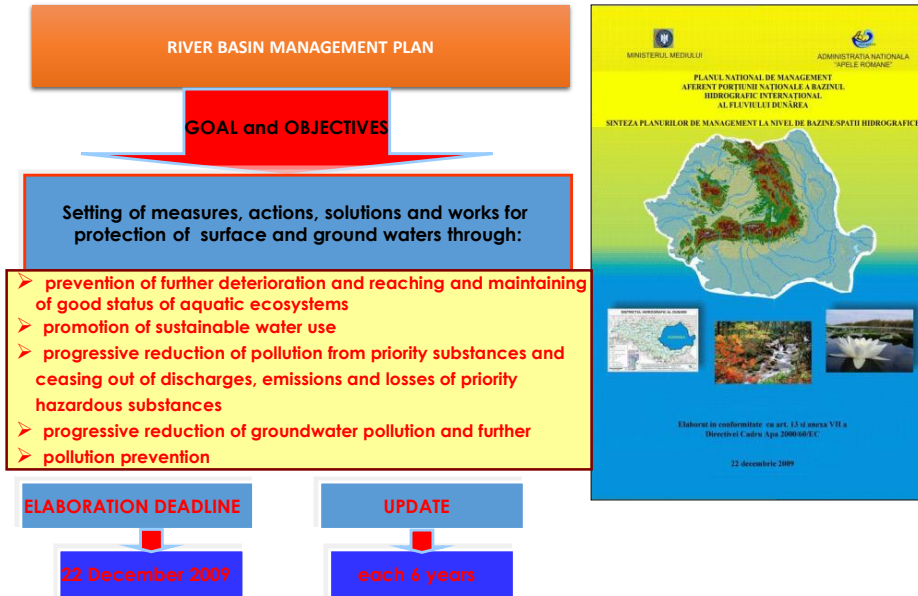 RIVER BASIN MANAGEMENT PLAN
GOAL and OBJECTIVES
Setting of measures, actions, solutions and works for
protection of surface and ground waters through:
➢ prevention of further deterioration and reaching and maintaining
of good status of aquatic ecosystems
➢ promotion of sustainable water use
➢ progressive reduction of pollution from priority substances and
ceasing out of discharges, emissions and losses of priority
hazardous substances
➢ progressive reduction of groundwater pollution and further
➢ pollution prevention
ELABORATION DEADLINE
22 December 2009
UPDATE
each 6 years
MINISTERUL MEDIULUI
ADMINISTRATIA NATIONALA
"APELE ROMANE"
PLANUL NATIONAL DE MANAGEMENT
AFERENT PORȚIUNII NAȚIONALE A BAZINUL
HIDROGRAFIC INTERNAȚIONAL
AL FLUVIULUI DUNĂREA
SINTEZA PLANURILOR DE MANAGEMENT LA NIVEL DE BAZINE/SPATII HIDROGRAFICE
Elaborat in conformitate cu art. 13 si anexa VII a
Directivei Cadru Apa 2000/60/EC
22 decembrie 2009